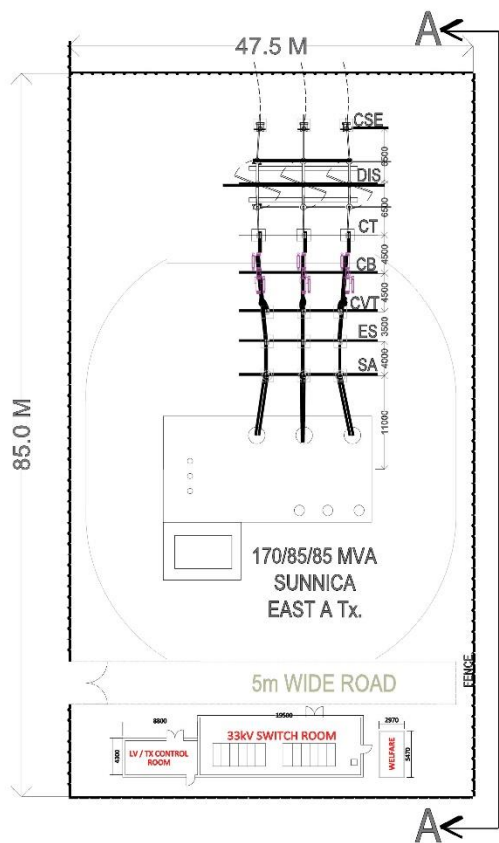 A
47.5 M
CSE
6500
DIS
6500
CT
4500
CB
4500
CVT
3500
ES
4000
SA
11000
85.0 M
170/85/85 MVA
SUNNICA
EAST A Tx.
FENCE
5m WIDE ROAD
8800
19500
2970
4300
LV / TX CONTROL
ROOM
33kV SWITCH ROOM
WELFARE
5470
A